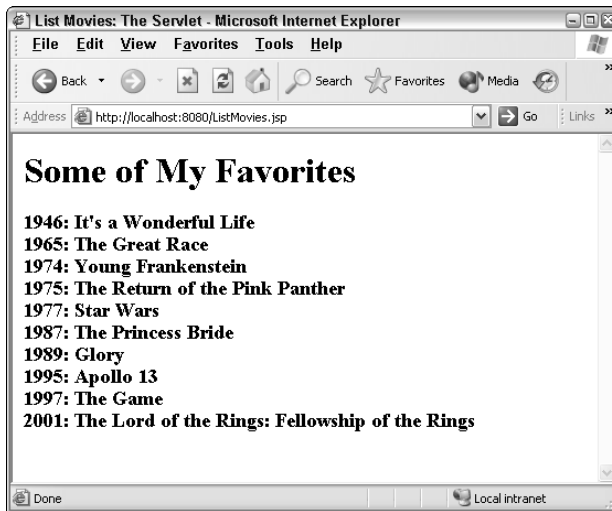 List Movies: The Servlet - Microsoft Internet Explorer
File Edit View Favorites Tools Help
Back Search Favorites Media
Address http://localhost:8080/ListMovies.jsp Go Links
Some of My Favorites
1946: It's a Wonderful Life
1965: The Great Race
1974: Young Frankenstein
1975: The Return of the Pink Panther
1977: Star Wars
1987: The Princess Bride
1989: Glory
1995: Apollo 13
1997: The Game
2001: The Lord of the Rings: Fellowship of the Rings
Done Local intranet